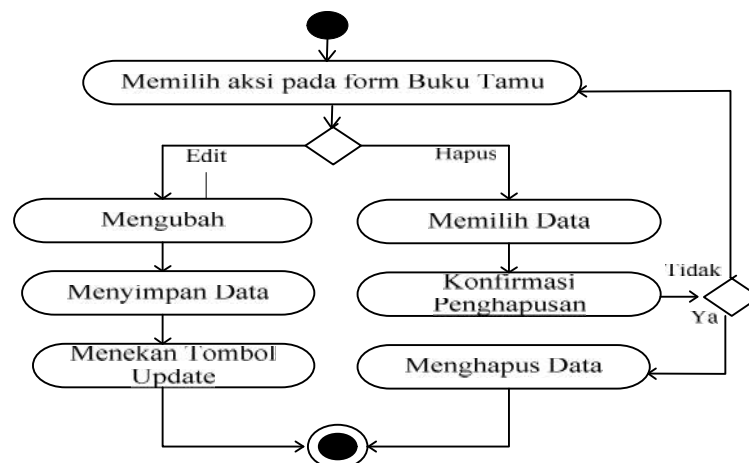 Memilih aksi pada form Buku Tamu
Edit
Hapus
Mengubah
Memilih Data
Menyimpan Data
Konfirmasi
Penghapusan
Tidak
Ya
Menekan Tombol
Update
Menghapus Data